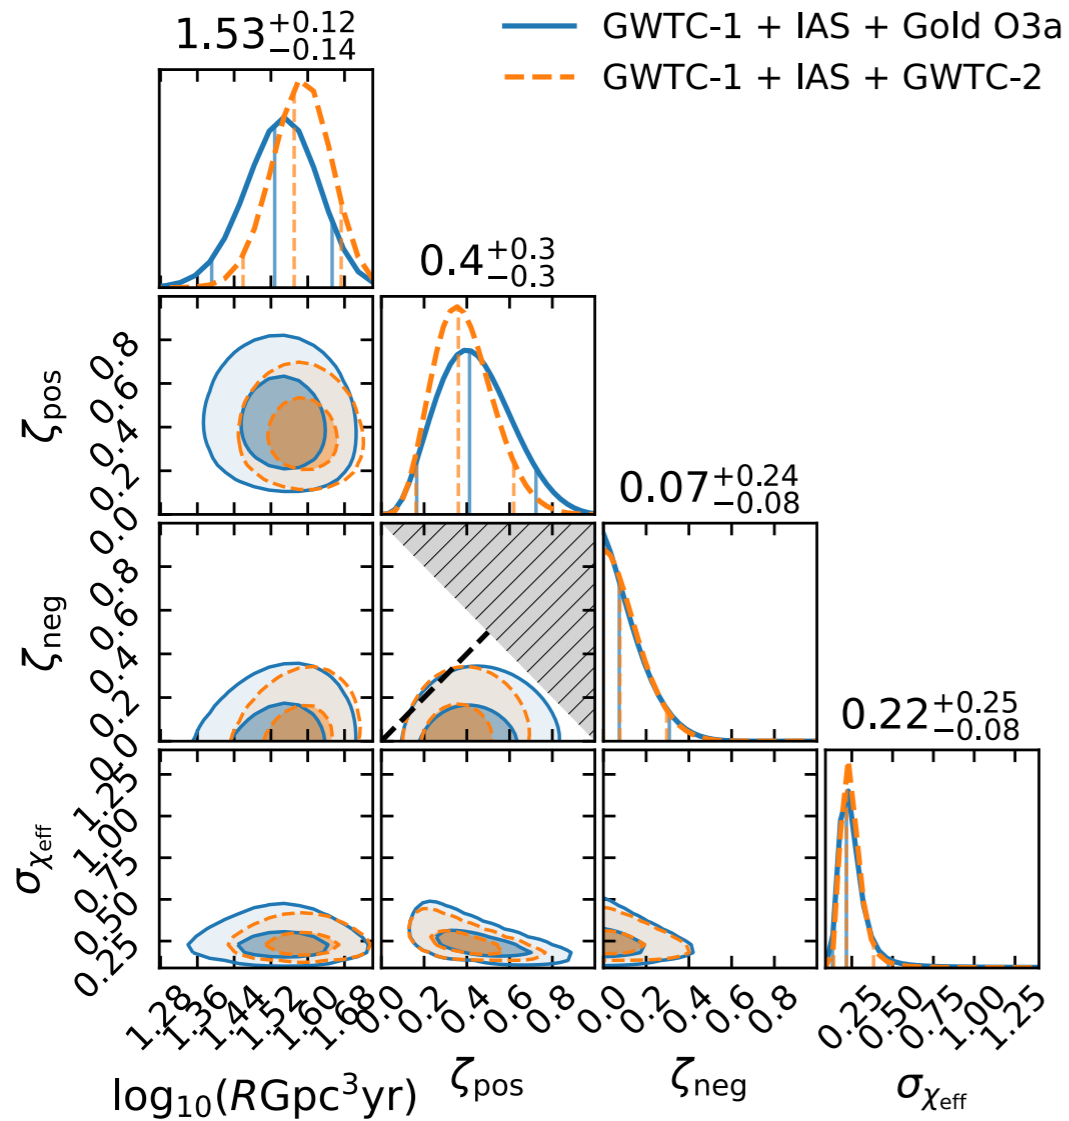 GWTC-1 + IAS + Gold O3a
GWTC-1 + IAS + GWTC-2
1.53 +0.12 −0.14
0.4 +0.3 −0.3
ζpos
0.8
0.6
0.4
0.2
0.0
0.07 +0.24 −0.08
ζneg
0.8
0.6
0.4
0.2
0.0
0.22 +0.25 −0.08
σχeff
1.25
1.00
0.75
0.50
0.25
1.28 1.36 1.44 1.52 1.60 1.68
0.0 0.2 0.4 0.6 0.8
0.0 0.2 0.4 0.6 0.8
0.25 0.50 0.75 1.00 1.25
log₁₀(RGpc³yr)
ζpos
ζneg
σχeff